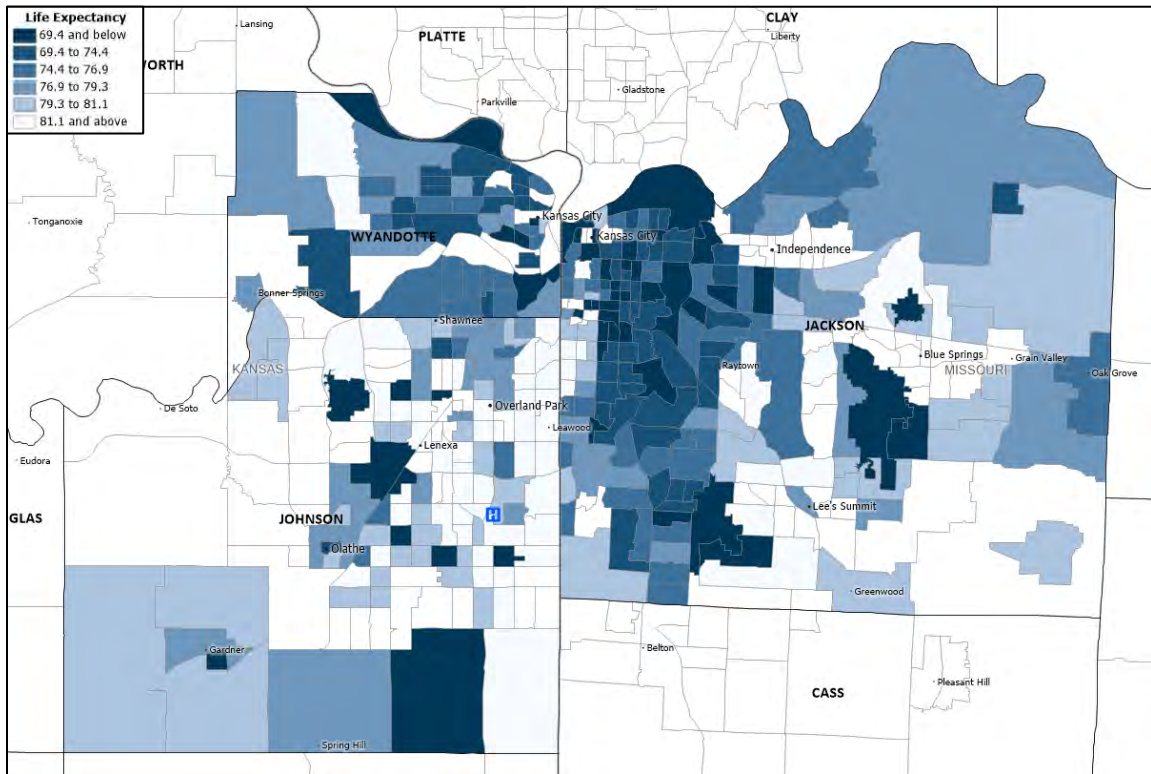 Life Expectancy
69.4 and below
69.4 to 74.4
74.4 to 76.9
76.9 to 79.3
79.3 to 81.1
81.1 and above
Lansing
CLAY
PLATTE
Liberty
WORTH
Gladstone
Parkville
Tonganoxie
Kansas City
WYANDOTTE
Kansas City
Independence
Bonner Springs
Shawnee
JACKSON
Blue Springs
Grain Valley
KANSAS
Raytown
MISSOURI
Oak Grove
De Soto
Overland Park
Leawood
Lenexa
Eudora
Lee's Summit
H
GLAS
JOHNSON
Olathe
Greenwood
Gardner
Belton
Pleasant Hill
CASS
Spring Hill